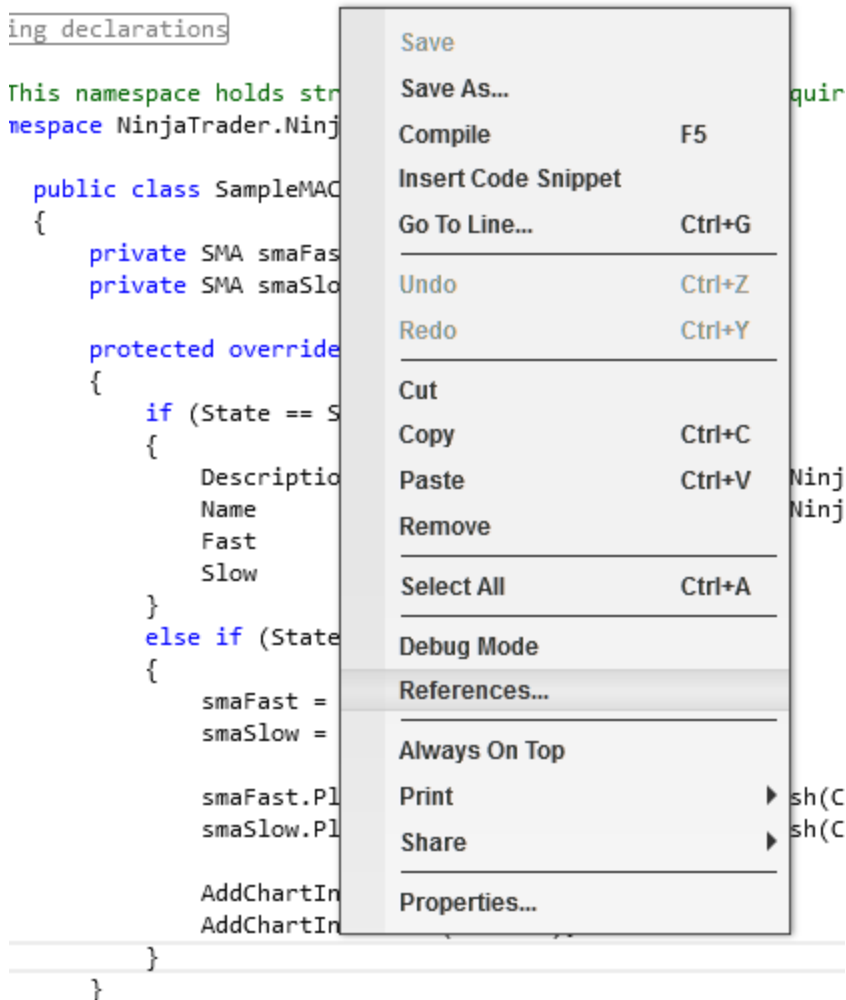 ing declarations
This namespace holds str
quir
mespace NinjaTrader.Ninj
public class SampleMAC
{
private SMA smaFas
private SMA smaSlo
protected override
{
if (State == S
{
Descriptio
Ninj
Name
Ninj
Fast
Slow
}
else if (State
{
smaFast =
smaSlow =
smaFast.Pl
sh(C
smaSlow.Pl
sh(C
AddChartIn
AddChartIn
}
}
Save
Save As...
Compile F5
Insert Code Snippet
Go To Line... Ctrl+G
Undo Ctrl+Z
Redo Ctrl+Y
Cut
Copy Ctrl+C
Paste Ctrl+V
Remove
Select All Ctrl+A
Debug Mode
References...
Always On Top
Print
Share
Properties...